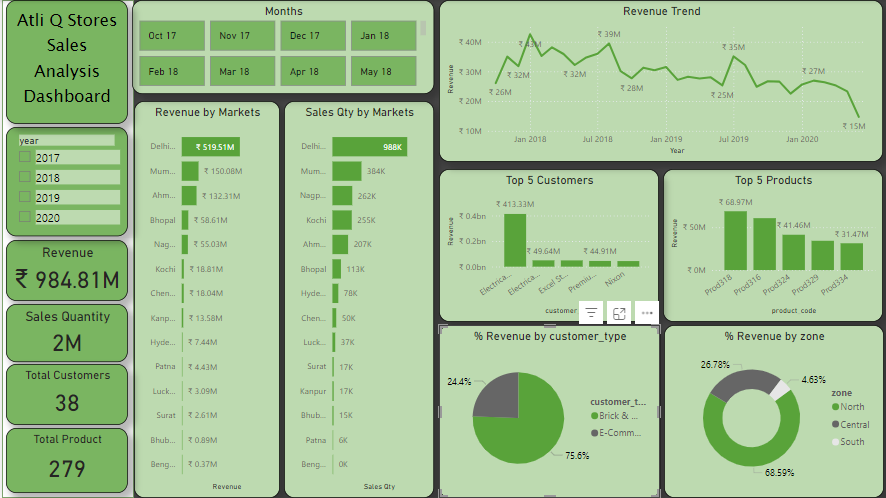 Atli Q Stores
Sales
Analysis
Dashboard
year
2017
2018
2019
2020
Revenue
₹ 984.81M
Sales Quantity
2M
Total Customers
38
Total Product
279
Months
Oct 17
Nov 17
Dec 17
Jan 18
Feb 18
Mar 18
Apr 18
May 18
Revenue by Markets
Delhi... ₹ 519.51M
Mum... ₹ 150.08M
Ahm... ₹ 132.31M
Bhopal ₹ 58.61M
Nag... ₹ 55.03M
Kochi ₹ 18.81M
Chen... ₹ 18.04M
Kanp... ₹ 13.58M
Hyde... ₹ 7.44M
Patna ₹ 4.43M
Luck... ₹ 3.09M
Surat ₹ 2.61M
Bhub... ₹ 0.89M
Beng... ₹ 0.37M
Revenue
Sales Qty by Markets
Delhi... 988K
Mum... 384K
Nagp... 262K
Kochi 255K
Ahm... 207K
Bhopal 113K
Hyde... 78K
Chen... 50K
Luck... 37K
Surat 17K
Kanpur 17K
Bhub... 15K
Patna 6K
Beng... 0K
Sales Qty
Revenue Trend
Revenue
₹ 40M
₹ 30M
₹ 20M
₹ 10M
₹ 26M
₹ 32M
₹ 43M
₹ 32M
₹ 39M
₹ 28M
₹ 25M
₹ 35M
₹ 27M
₹ 15M
Jan 2018
Jul 2018
Jan 2019
Jul 2019
Jan 2020
Year
Top 5 Customers
Revenue
₹ 0.4bn
₹ 0.2bn
₹ 0.0bn
₹ 413.33M
₹ 49.64M
₹ 44.91M
Electrica...
Electrica...
Excel St...
Premiu...
Nixon
customer
Top 5 Products
Revenue
₹ 50M
₹ 0M
₹ 68.97M
₹ 41.46M
₹ 31.47M
Prod318
Prod316
Prod324
Prod329
Prod334
product_code
% Revenue by customer_type
24.4%
75.6%
customer_t...
Brick & ...
E-Comm...
% Revenue by zone
26.78%
4.63%
68.59%
zone
North
Central
South